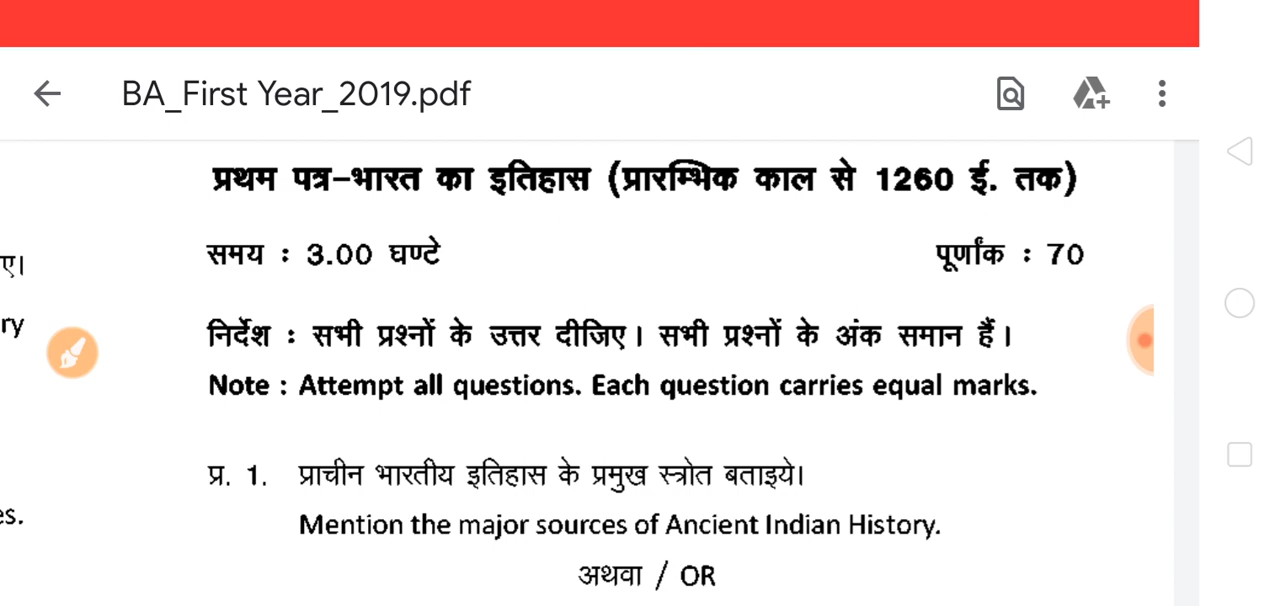 BA_First Year_2019.pdf
प्रथम पत्र-भारत का इतिहास (प्रारम्भिक काल से 1260 ई. तक)
समय : 3.00 घण्टे पूर्णांक : 70
ए।
निर्देश : सभी प्रश्नों के उत्तर दीजिए। सभी प्रश्नों के अंक समान हैं।
ry
Note : Attempt all questions. Each question carries equal marks.
प्र. 1. प्राचीन भारतीय इतिहास के प्रमुख स्त्रोत बताइये।
es.
Mention the major sources of Ancient Indian History.
अथवा / OR